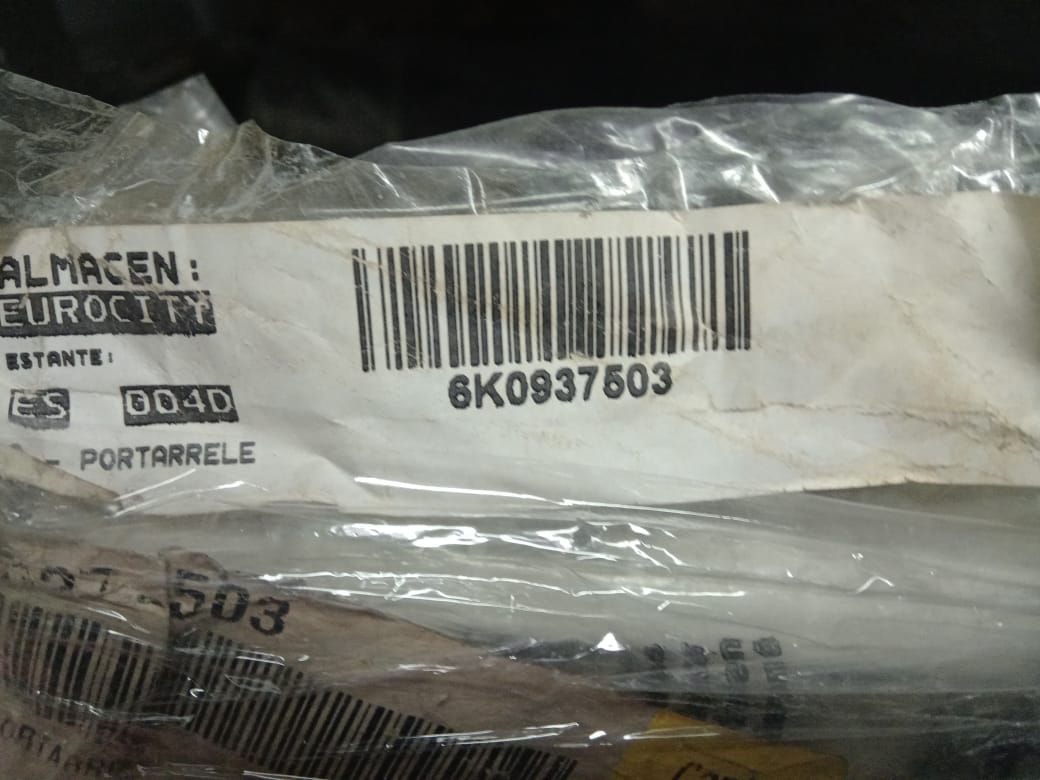 ALMACEN:
EUROCITY
ESTANTE:
ES 004D
- PORTARRELE
6K0937503
-503